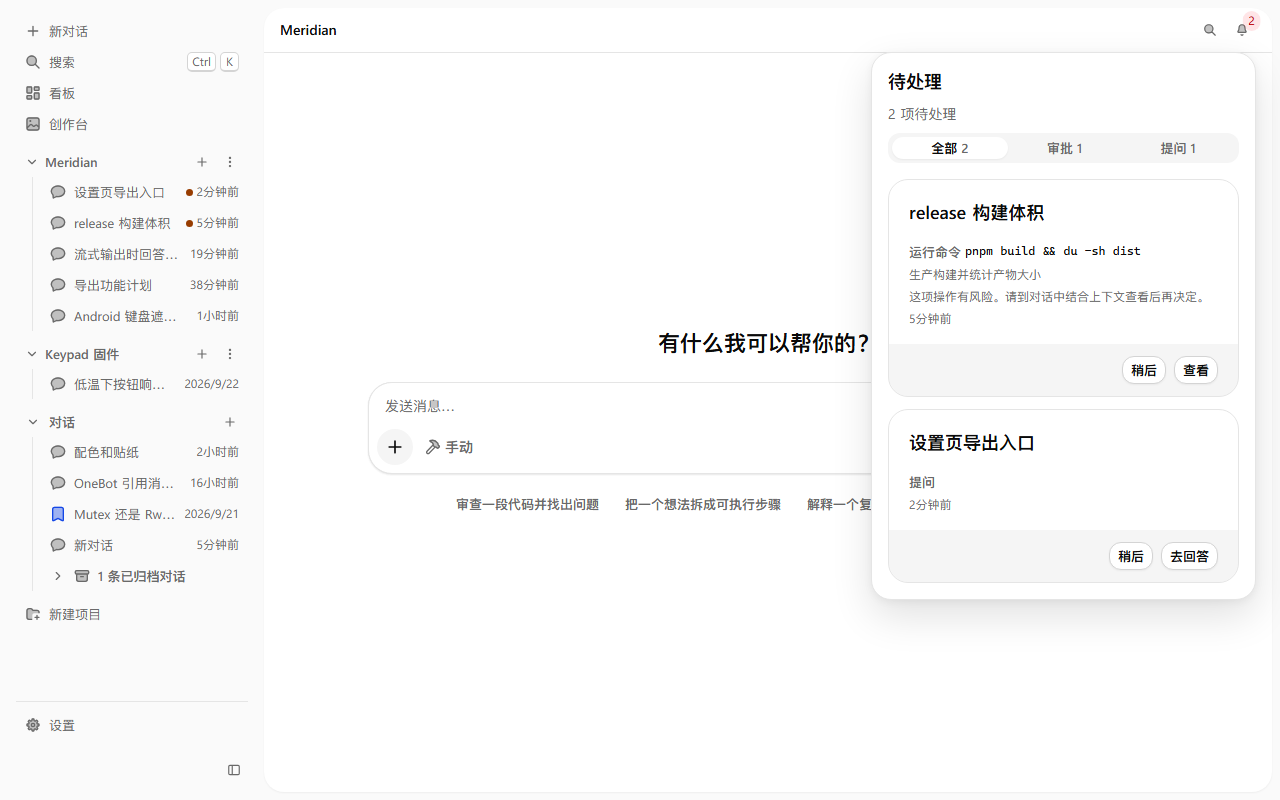 新对话
搜索 Ctrl K
看板
创作台
Meridian
设置页导出入口 2分钟前
release 构建体积 5分钟前
流式输出时回答… 19分钟前
导出功能计划 38分钟前
Android 键盘遮… 1小时前
Keypad 固件
低温下按钮响… 2026/9/22
对话
配色和贴纸 2小时前
OneBot 引用消… 16小时前
Mutex 还是 Rw… 2026/9/21
新对话 5分钟前
1 条已归档对话
新建项目
设置
Meridian
2
有什么我可以帮你的？
发送消息…
手动
审查一段代码并找出问题 把一个想法拆成可执行步骤 解释一个复
待处理
2 项待处理
全部 2 审批 1 提问 1
release 构建体积
运行命令 pnpm build && du -sh dist
生产构建并统计产物大小
这项操作有风险。请到对话中结合上下文查看后再决定。
5分钟前
稍后 查看
设置页导出入口
提问
2分钟前
稍后 去回答